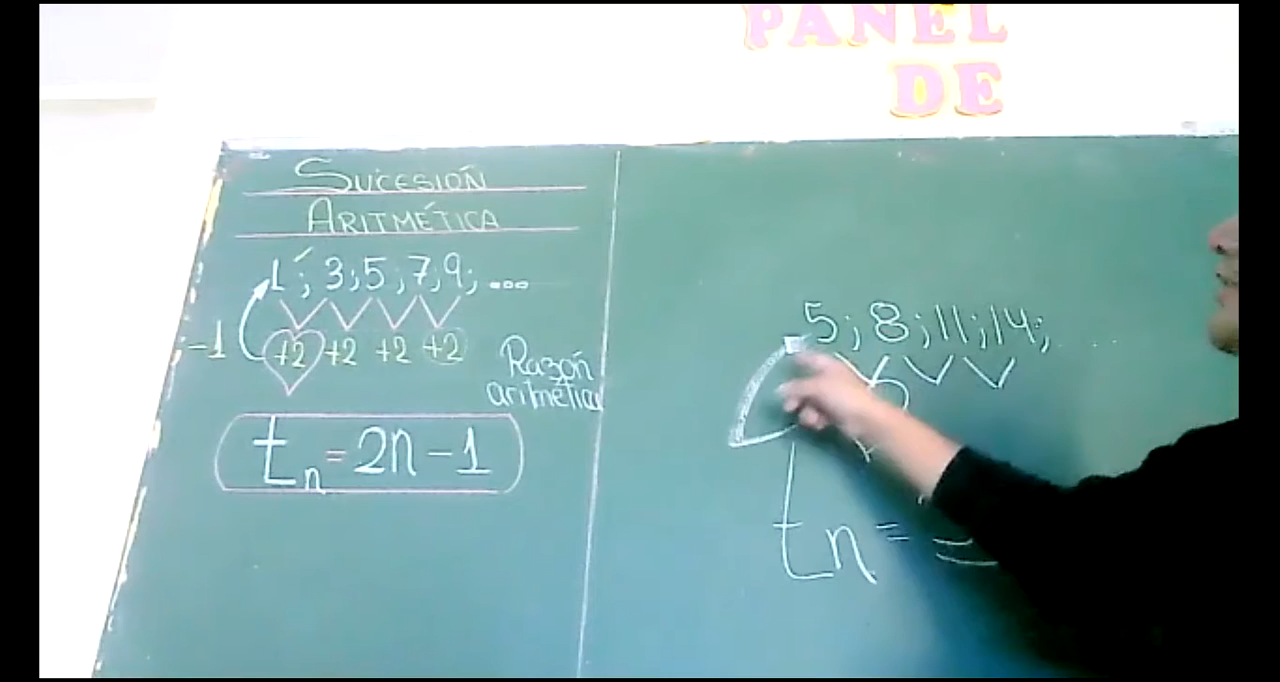 PANEL
DE
SUCESIÓN
ARITMÉTICA
1; 3; 5; 7; 9; ...
-1
+2 +2 +2 +2
Razón
aritmética
tn = 2n - 1
5; 8; 11; 14; ...
tn =